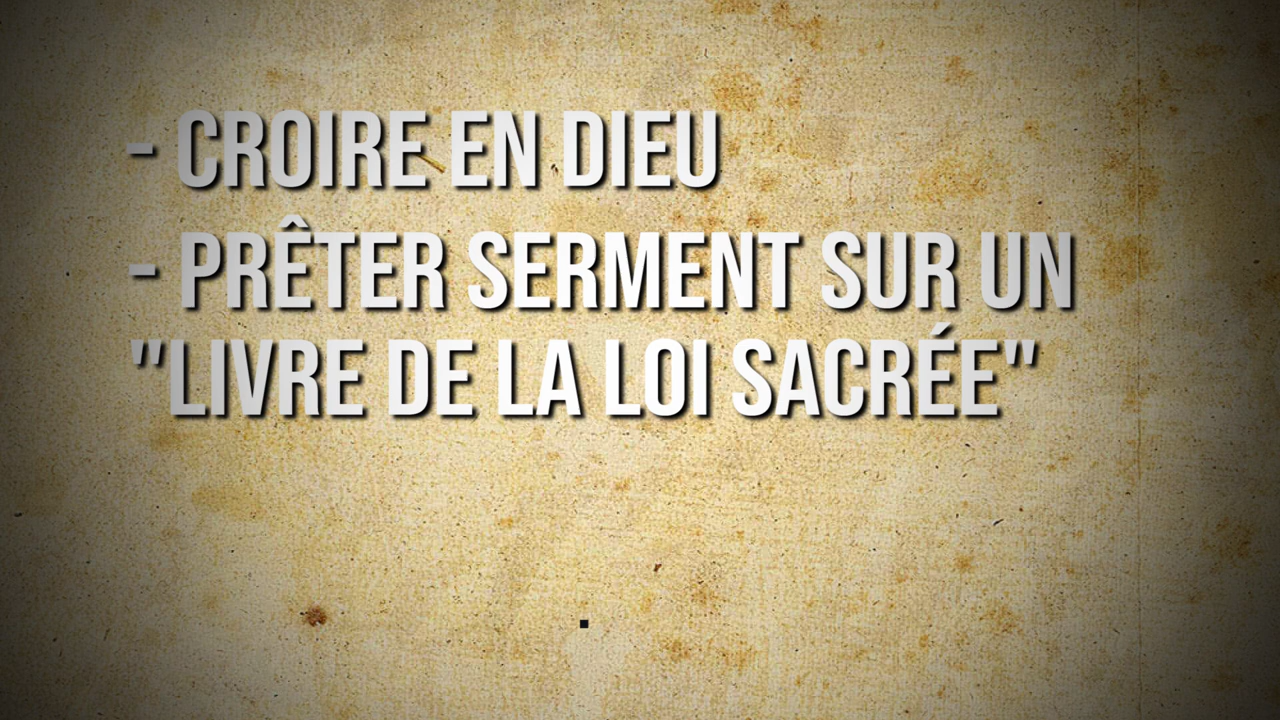 - CROIRE EN DIEU
- PRÊTER SERMENT SUR UN
"LIVRE DE LA LOI SACRÉE"